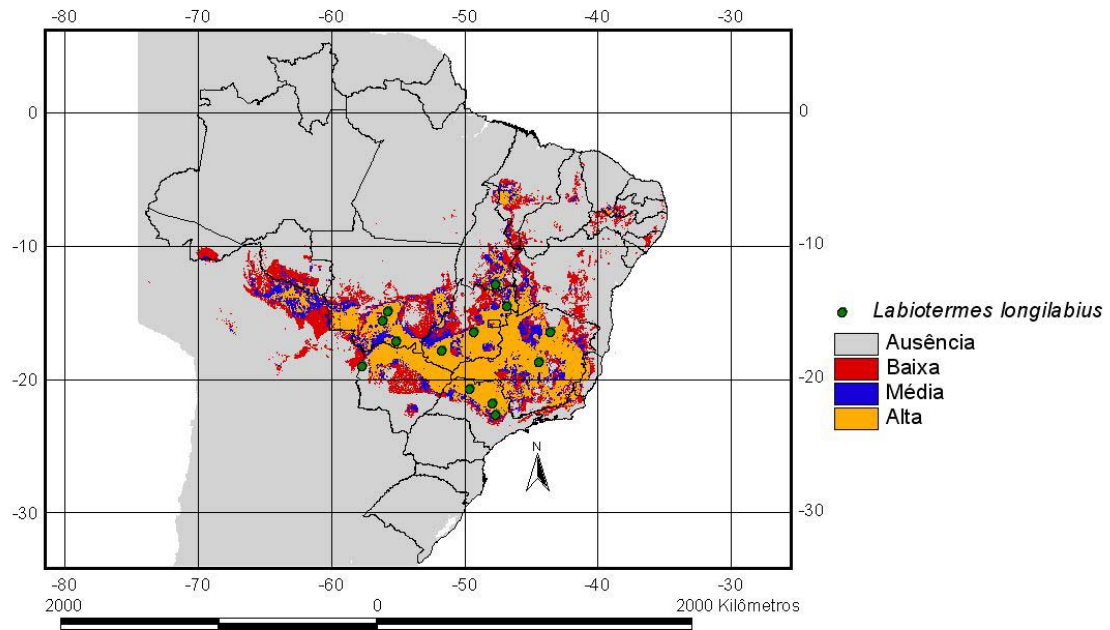 -80 -70 -60 -50 -40 -30
0 0
-10 -10
-20 -20
-30 -30
N
-80 -70 -60 -50 -40 -30
2000 0 2000 Kilômetros
Labiotermes longilabius
Ausência
Baixa
Média
Alta